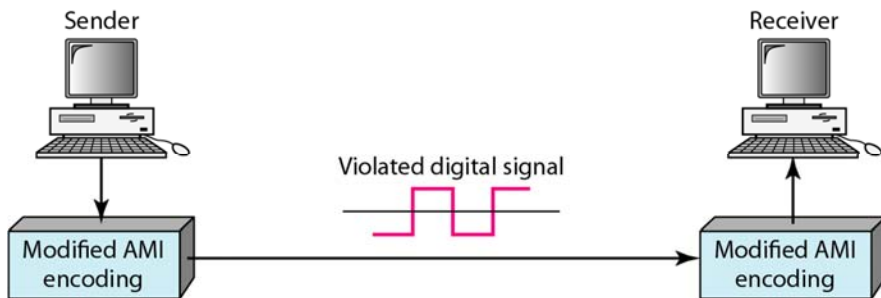 Sender
Receiver
Violated digital signal
Modified AMI
encoding
Modified AMI
encoding